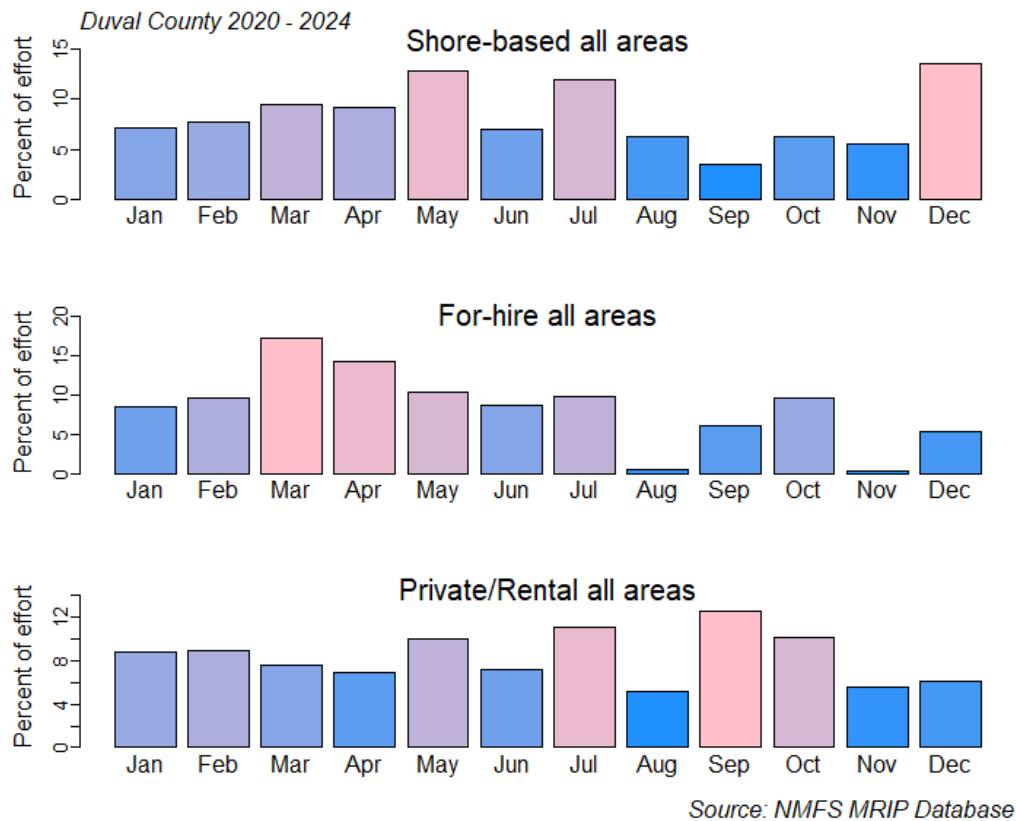 Duval County 2020 - 2024
Shore-based all areas
Percent of effort
15
10
5
0
Jan Feb Mar Apr May Jun Jul Aug Sep Oct Nov Dec
For-hire all areas
Percent of effort
20
15
10
5
0
Jan Feb Mar Apr May Jun Jul Aug Sep Oct Nov Dec
Private/Rental all areas
Percent of effort
12
8
4
0
Jan Feb Mar Apr May Jun Jul Aug Sep Oct Nov Dec
Source: NMFS MRIP Database